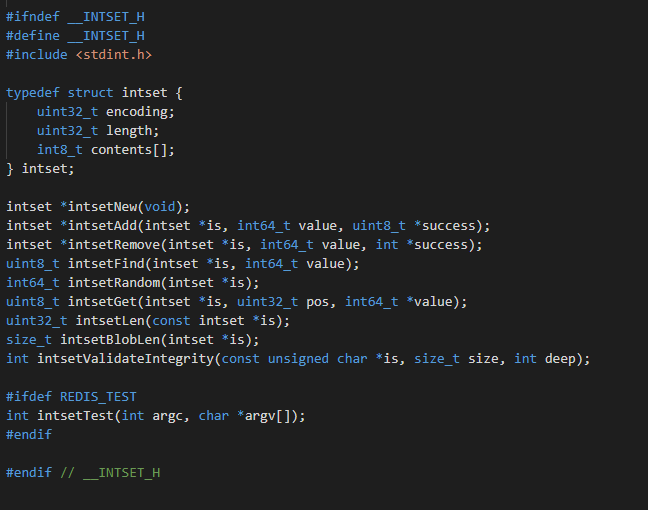 #ifndef __INTSET_H
#define __INTSET_H
#include <stdint.h>

typedef struct intset {
    uint32_t encoding;
    uint32_t length;
    int8_t contents[];
} intset;

intset *intsetNew(void);
intset *intsetAdd(intset *is, int64_t value, uint8_t *success);
intset *intsetRemove(intset *is, int64_t value, int *success);
uint8_t intsetFind(intset *is, int64_t value);
int64_t intsetRandom(intset *is);
uint8_t intsetGet(intset *is, uint32_t pos, int64_t *value);
uint32_t intsetLen(const intset *is);
size_t intsetBlobLen(intset *is);
int intsetValidateIntegrity(const unsigned char *is, size_t size, int deep);

#ifdef REDIS_TEST
int intsetTest(int argc, char *argv[]);
#endif

#endif // __INTSET_H